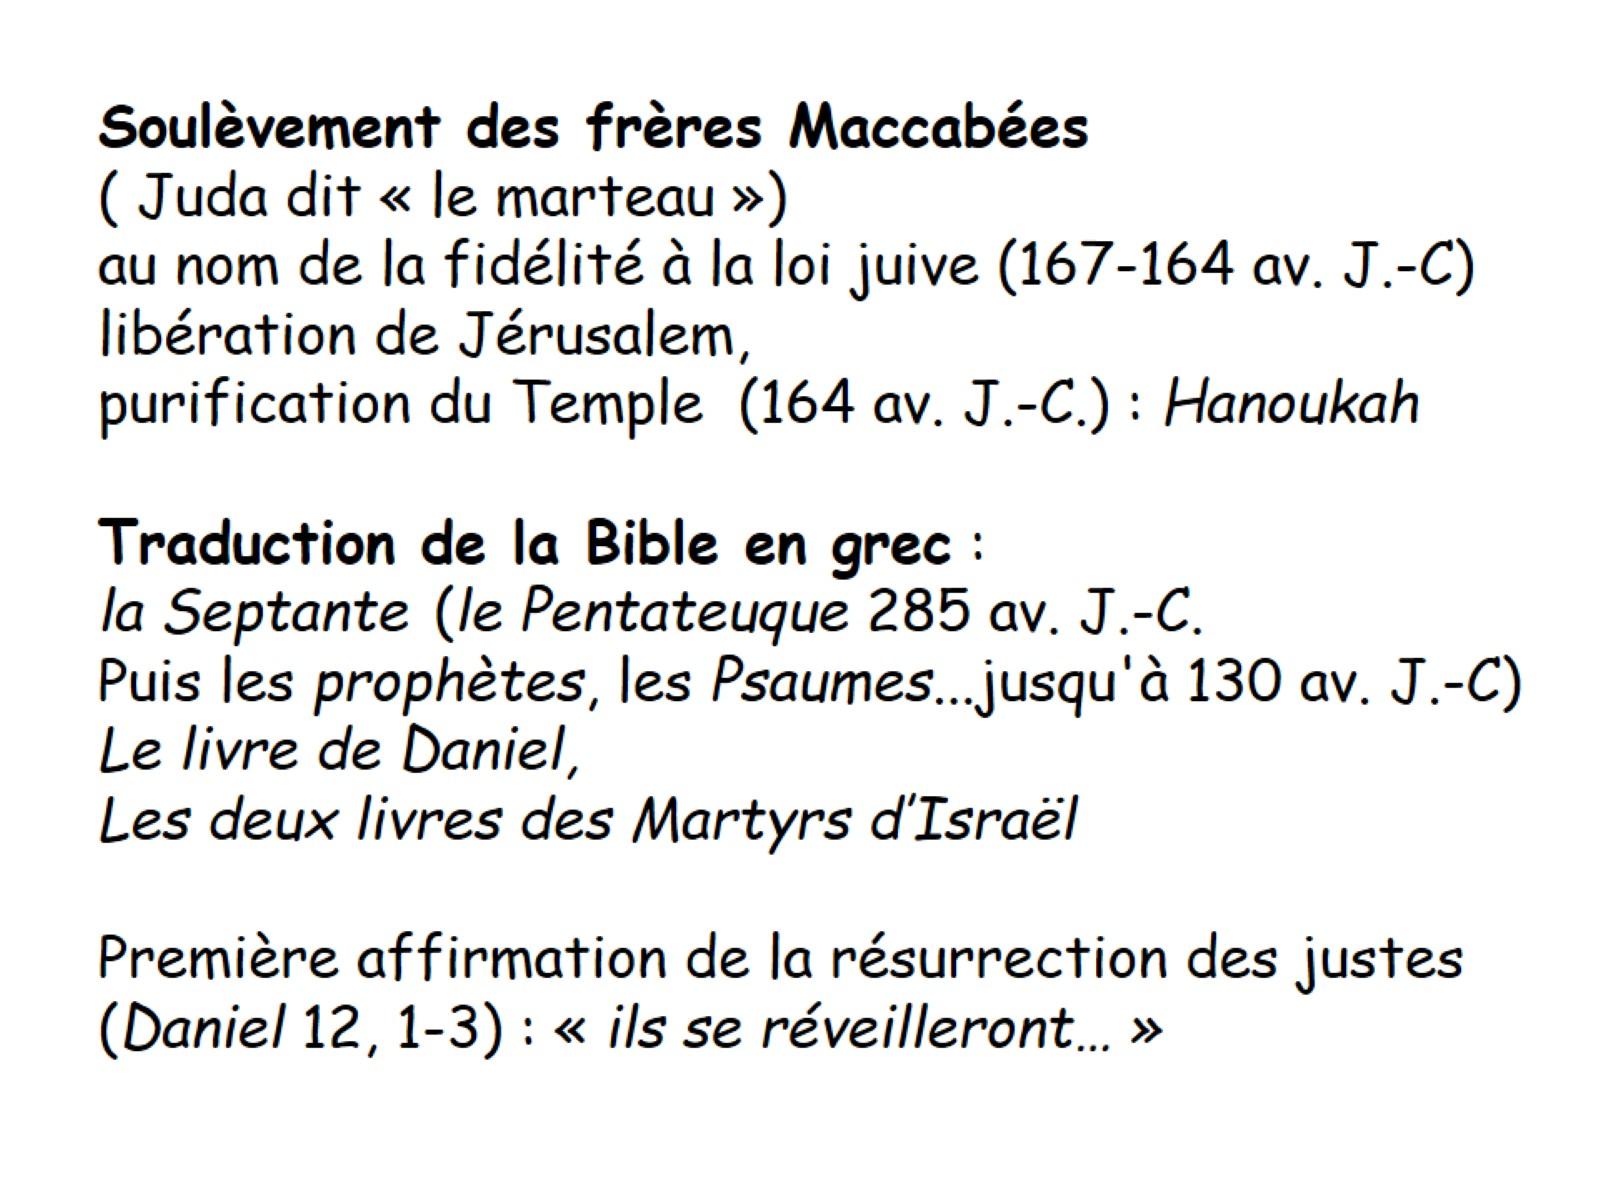 Soulèvement des frères Maccabées
( Juda dit « le marteau »)
au nom de la fidélité à la loi juive (167-164 av. J.-C)
libération de Jérusalem,
purification du Temple  (164 av. J.-C.) : Hanoukah
Traduction de la Bible en grec :
la Septante (le Pentateuque 285 av. J.-C.
Puis les prophètes, les Psaumes...jusqu'à 130 av. J.-C)
Le livre de Daniel,
Les deux livres des Martyrs d’Israël
Première affirmation de la résurrection des justes
(Daniel 12, 1-3) : « ils se réveilleront… »